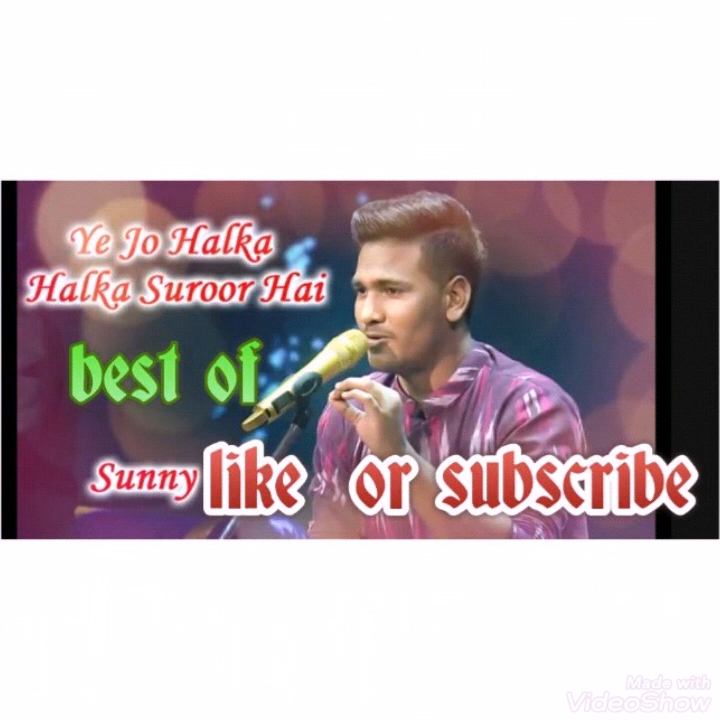 Ye Jo Halka
Halka Suroor Hai
best of
Sunny like or subscribe
Made with
VideoShow